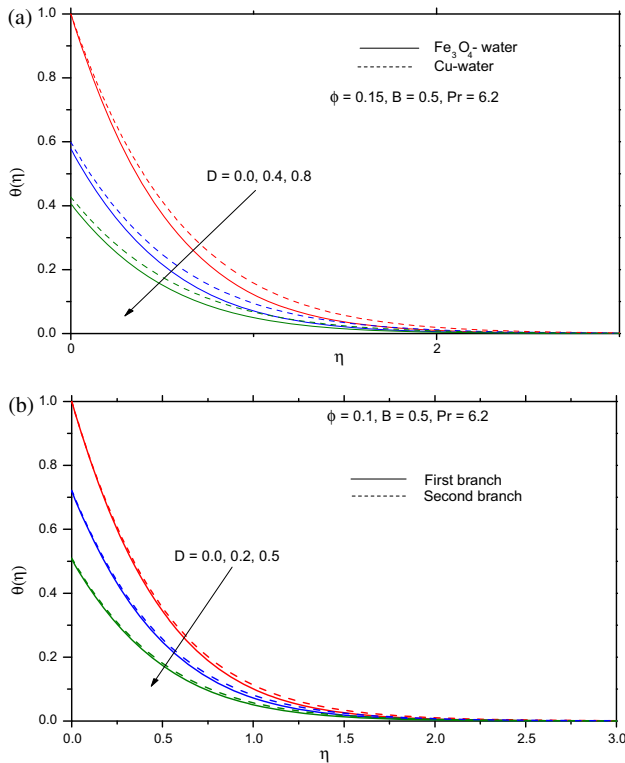 (a)
1.0
0.8
0.6
0.4
0.2
0.0
θ(η)
Fe₃O₄- water
Cu-water
ϕ = 0.15, B = 0.5, Pr = 6.2
D = 0.0, 0.4, 0.8
0
2
η
(b)
1.0
0.8
0.6
0.4
0.2
0.0
θ(η)
ϕ = 0.1, B = 0.5, Pr = 6.2
First branch
Second branch
D = 0.0, 0.2, 0.5
0.0 0.5 1.0 1.5 2.0 2.5 3.0
η